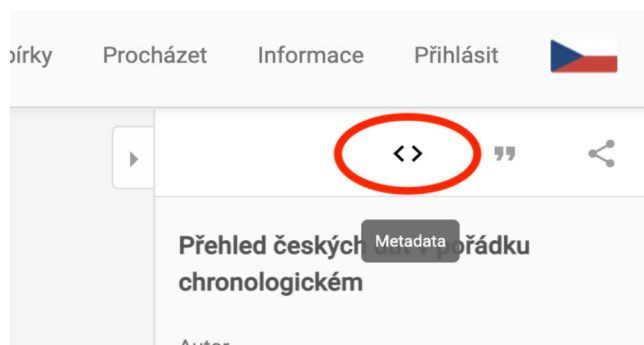 Procházet Informace Přihlásit
Metadata
Přehled českých pořádku
chronologickém